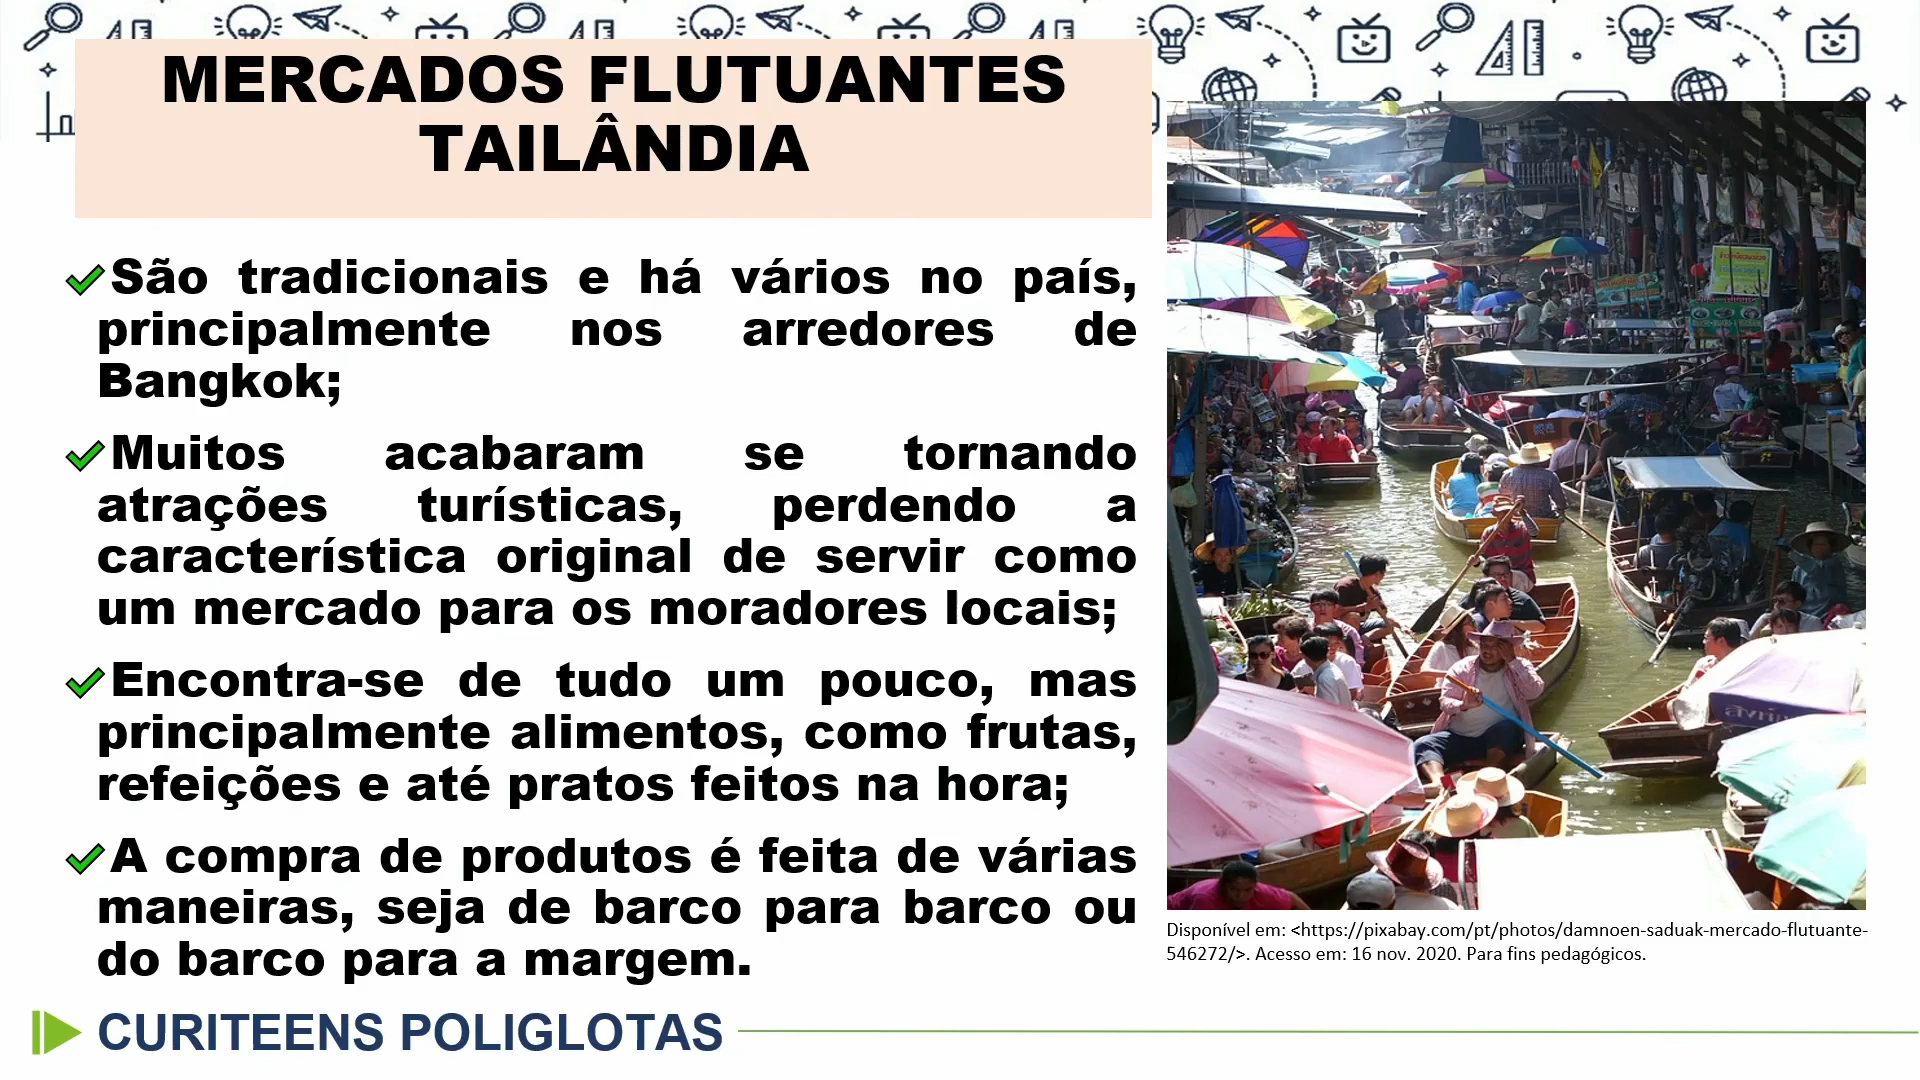 MERCADOS FLUTUANTES
TAILÂNDIA
São tradicionais e há vários no país,
principalmente nos arredores de
Bangkok;
Muitos acabaram se tornando
atrações turísticas, perdendo a
característica original de servir como
um mercado para os moradores locais;
Encontra-se de tudo um pouco, mas
principalmente alimentos, como frutas,
refeições e até pratos feitos na hora;
A compra de produtos é feita de várias
maneiras, seja de barco para barco ou
do barco para a margem.
Disponível em: <https://pixabay.com/pt/photos/damnoen-saduak-mercado-flutuante-
546272/>. Acesso em: 16 nov. 2020. Para fins pedagógicos.
CURITEENS POLIGLOTAS